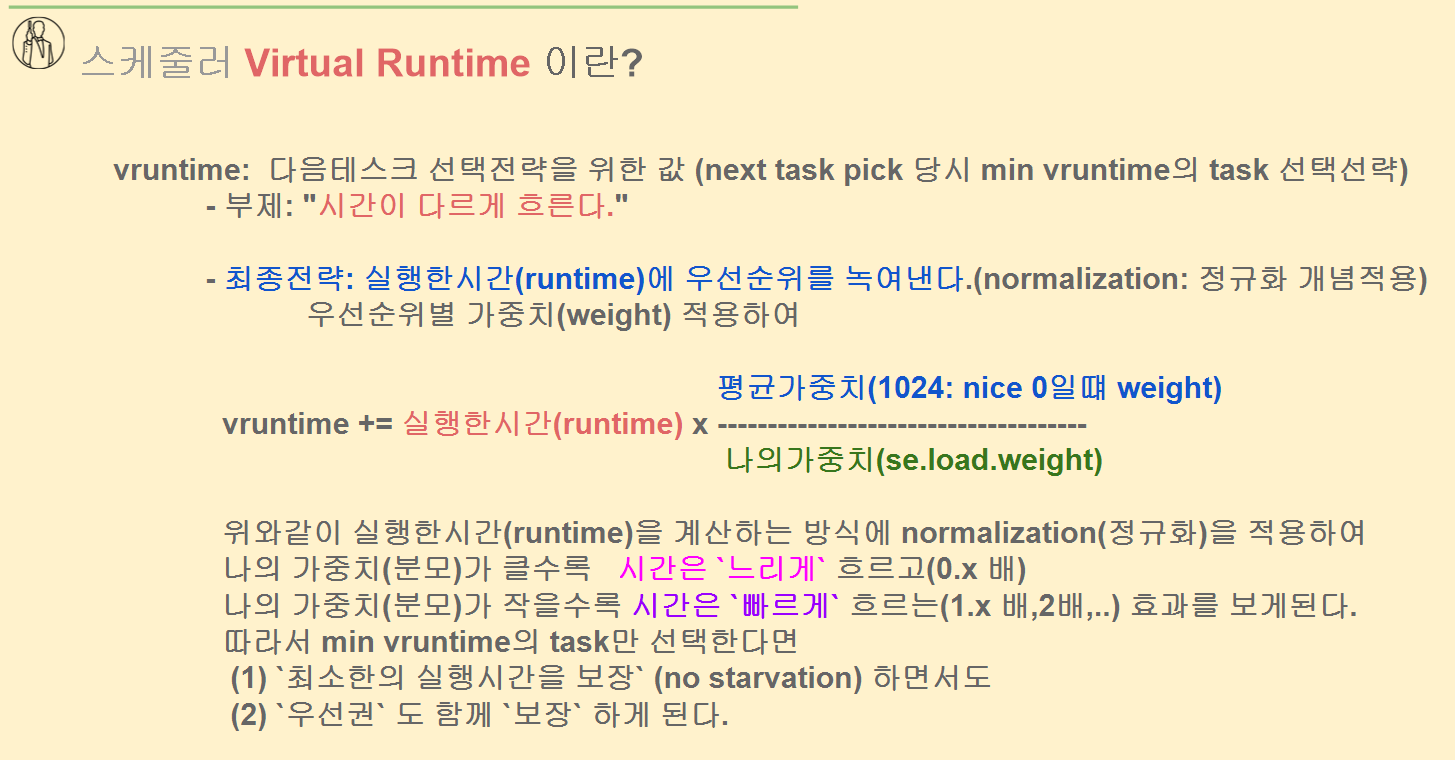 스케줄러 Virtual Runtime 이란?
vruntime: 다음테스크 선택전략을 위한 값 (next task pick 당시 min vruntime의 task 선택선략)
- 부제: "시간이 다르게 흐른다."
- 최종전략: 실행한시간(runtime)에 우선순위를 녹여낸다.(normalization: 정규화 개념적용)
우선순위별 가중치(weight) 적용하여
평균가중치(1024: nice 0일떄 weight)
vruntime += 실행한시간(runtime) x -------------------------------------
나의가중치(se.load.weight)
위와같이 실행한시간(runtime)을 계산하는 방식에 normalization(정규화)을 적용하여
나의 가중치(분모)가 클수록 시간은 `느리게` 흐르고(0.x 배)
나의 가중치(분모)가 작을수록 시간은 `빠르게` 흐르는(1.x 배,2배,..) 효과를 보게된다.
따라서 min vruntime의 task만 선택한다면
(1) `최소한의 실행시간을 보장` (no starvation) 하면서도
(2) `우선권` 도 함께 `보장` 하게 된다.